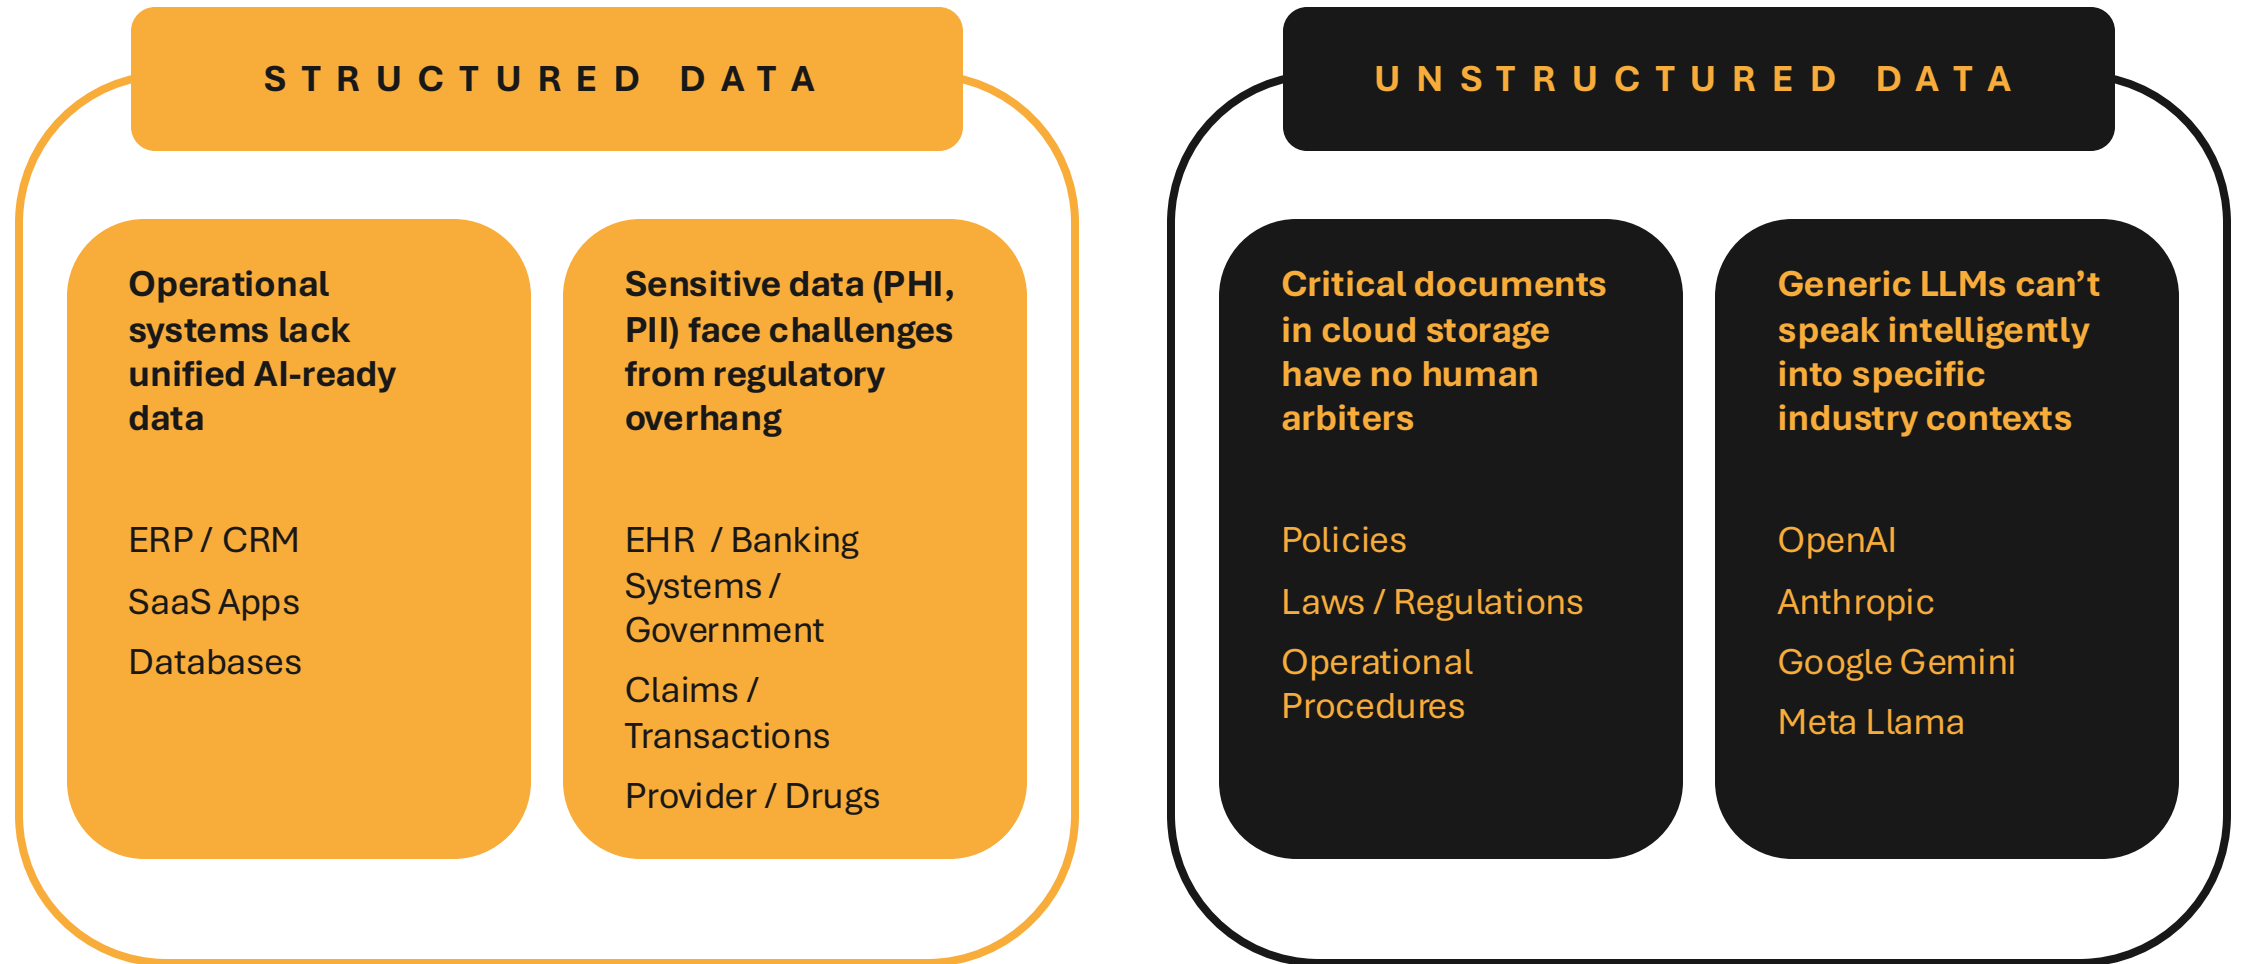 STRUCTURED DATA
Operational
systems lack
unified AI-ready
data
ERP / CRM
SaaS Apps
Databases
Sensitive data (PHI,
PII) face challenges
from regulatory
overhang
EHR / Banking
Systems /
Government
Claims /
Transactions
Provider / Drugs
UNSTRUCTURED DATA
Critical documents
in cloud storage
have no human
arbiters
Policies
Laws / Regulations
Operational
Procedures
Generic LLMs can’t
speak intelligently
into specific
industry contexts
OpenAI
Anthropic
Google Gemini
Meta Llama